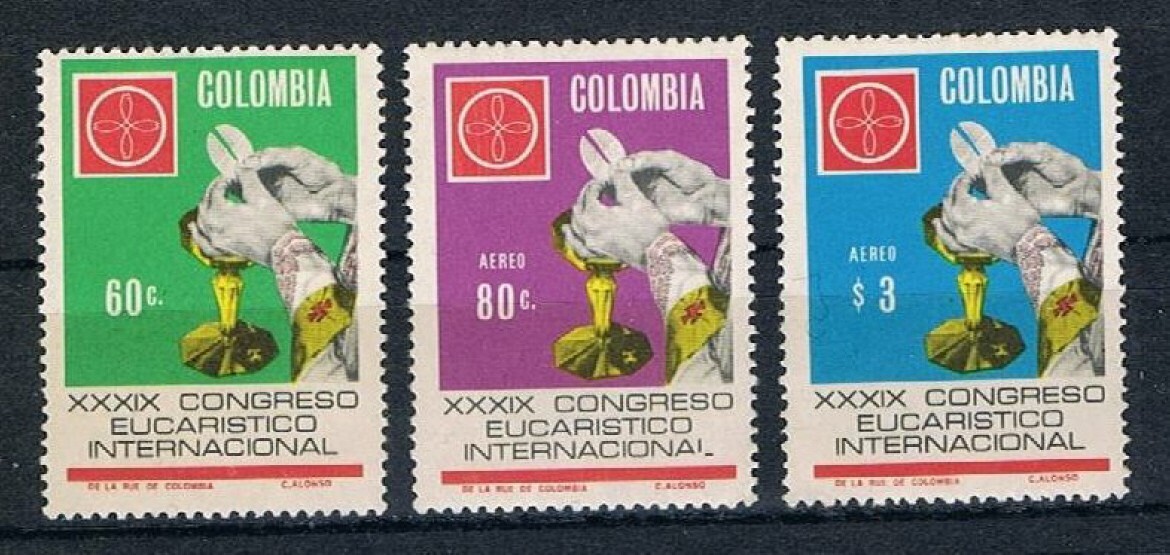 COLOMBIA
60c.
XXXIX CONGRESO
EUCARISTICO
INTERNACIONAL
DE LA RUE DE COLOMBIA C.ALONSO
COLOMBIA
AEREO
80c.
XXXIX CONGRESO
EUCARISTICO
INTERNACIONAL
DE LA RUE DE COLOMBIA C.ALONSO
COLOMBIA
AEREO
$ 3
XXXIX CONGRESO
EUCARISTICO
INTERNACIONAL
DE LA RUE DE COLOMBIA C.ALONSO